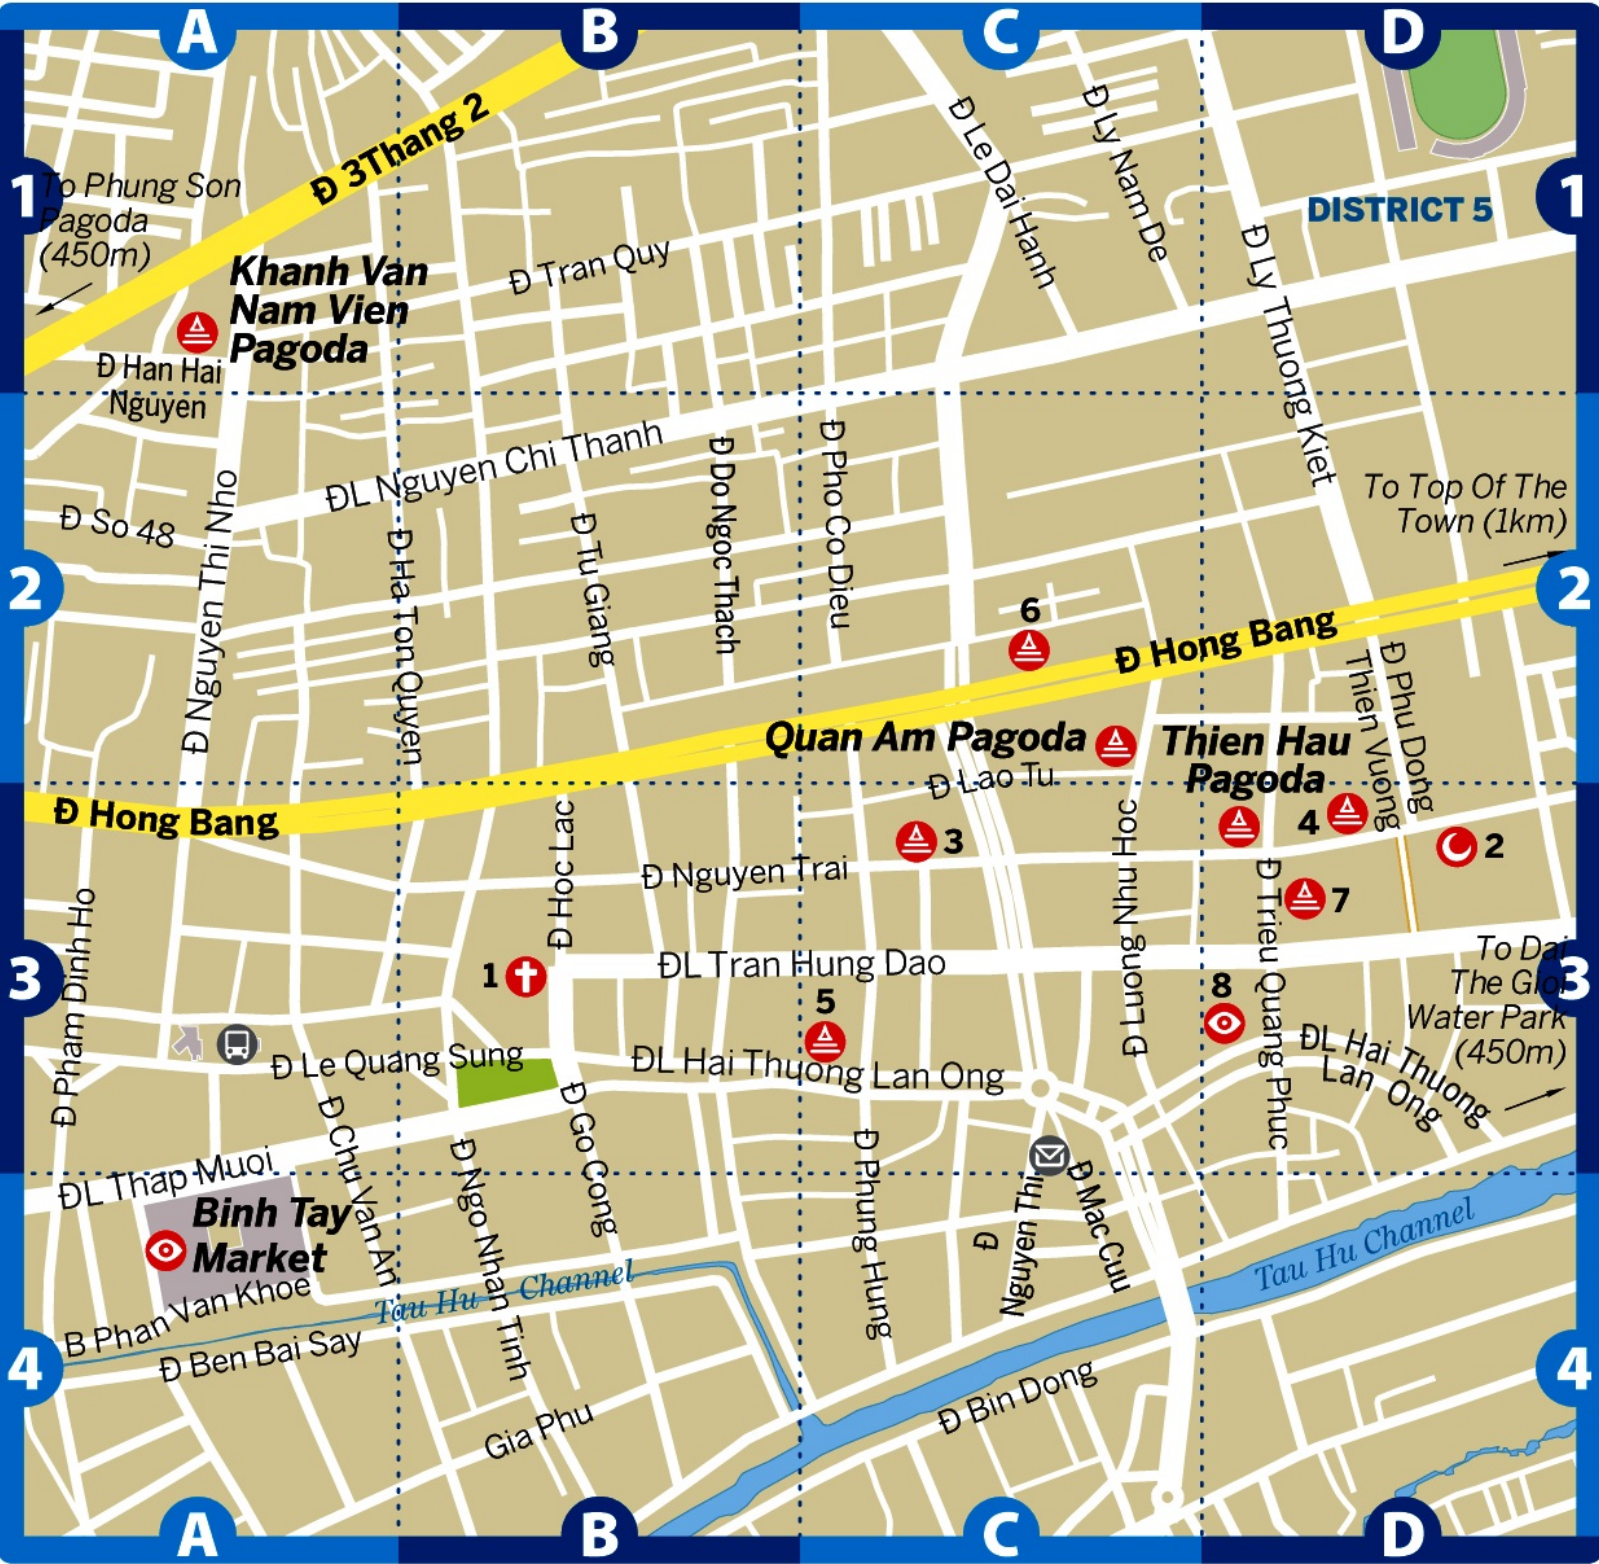 A
B
C
D
1
1
Đ 3Thang 2
Đ Le Dai Hanh
Đ Ly Nam De
To Phung Son
Pagoda
(450m)
DISTRICT 5
Khanh Van
Nam Vien
Pagoda
Đ Tran Quy
Đ Ly Thuong Kiet
Đ Han Hai
Nguyen
ĐL Nguyen Chi Thanh
Đ Do Ngoc Thach
Đ Pho Co Dieu
To Top Of The
Town (1km)
Đ So 48
Đ Nguyen Thi Nho
Đ Ha Ton Quyen
Đ Tu Giang
2
2
6
Đ Hong Bang
Đ Phu Dong
Thien Vuong
Quan Am Pagoda
Thien Hau
Pagoda
Đ Lao Tu
Đ Hong Bang
Đ Hoc Lac
3
4
2
Đ Nguyen Trai
Đ Luong Nhu Hoc
Đ Trieu Quang Phuc
7
Đ Pham Dinh Ho
ĐL Tran Hung Dao
1
5
8
3
3
To Dai
The Gioi
Water Park
(450m)
Đ Le Quang Sung
ĐL Hai Thuong Lan Ong
ĐL Hai Thuong
Lan Ong
Đ Chu Van An
Đ Go Cong
Đ Ngo Nhan Tinh
Đ Phung Hung
ĐL Thap Muoi
Đ
Nguyen Thi
Đ Mac Cuu
Binh Tay
Market
Tau Hu Channel
Tau Hu Channel
B Phan Van Khoe
Đ Ben Bai Say
4
4
Đ Bin Dong
Gia Phu
A
B
C
D